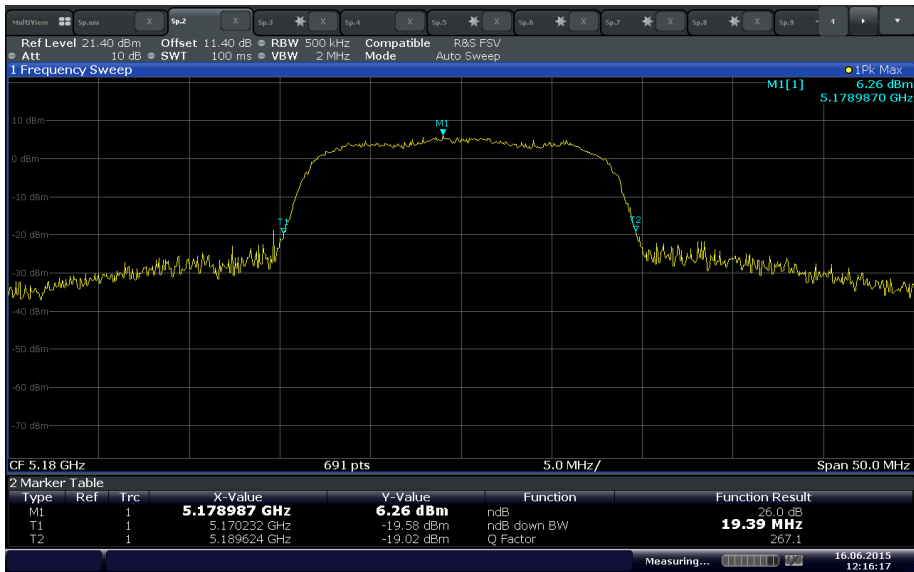 MultiView Sp.um X Sp.2 X Sp.3 X Sp.4 X Sp.5 X Sp.6 X Sp.7 X Sp.8 X Sp.9
Ref Level 21.40 dBm Offset 11.40 dB RBW 500 kHz Compatible R&S FSV
Att 10 dB SWT 100 ms VBW 2 MHz Mode Auto Sweep
1 Frequency Sweep 1Pk Max
M1[1] 6.26 dBm
5.1789870 GHz
10 dBm
M1
0 dBm
-10 dBm
T1 T2
-20 dBm
-30 dBm
-40 dBm
-50 dBm
-60 dBm
-70 dBm
CF 5.18 GHz 691 pts 5.0 MHz/ Span 50.0 MHz
2 Marker Table
Type Ref Trc X-Value Y-Value Function Function Result
M1 1 5.178987 GHz 6.26 dBm ndB 26.0 dB
T1 1 5.170232 GHz -19.58 dBm ndB down BW 19.39 MHz
T2 1 5.189624 GHz -19.02 dBm Q Factor 267.1
Measuring... 16.06.2015
12:16:17